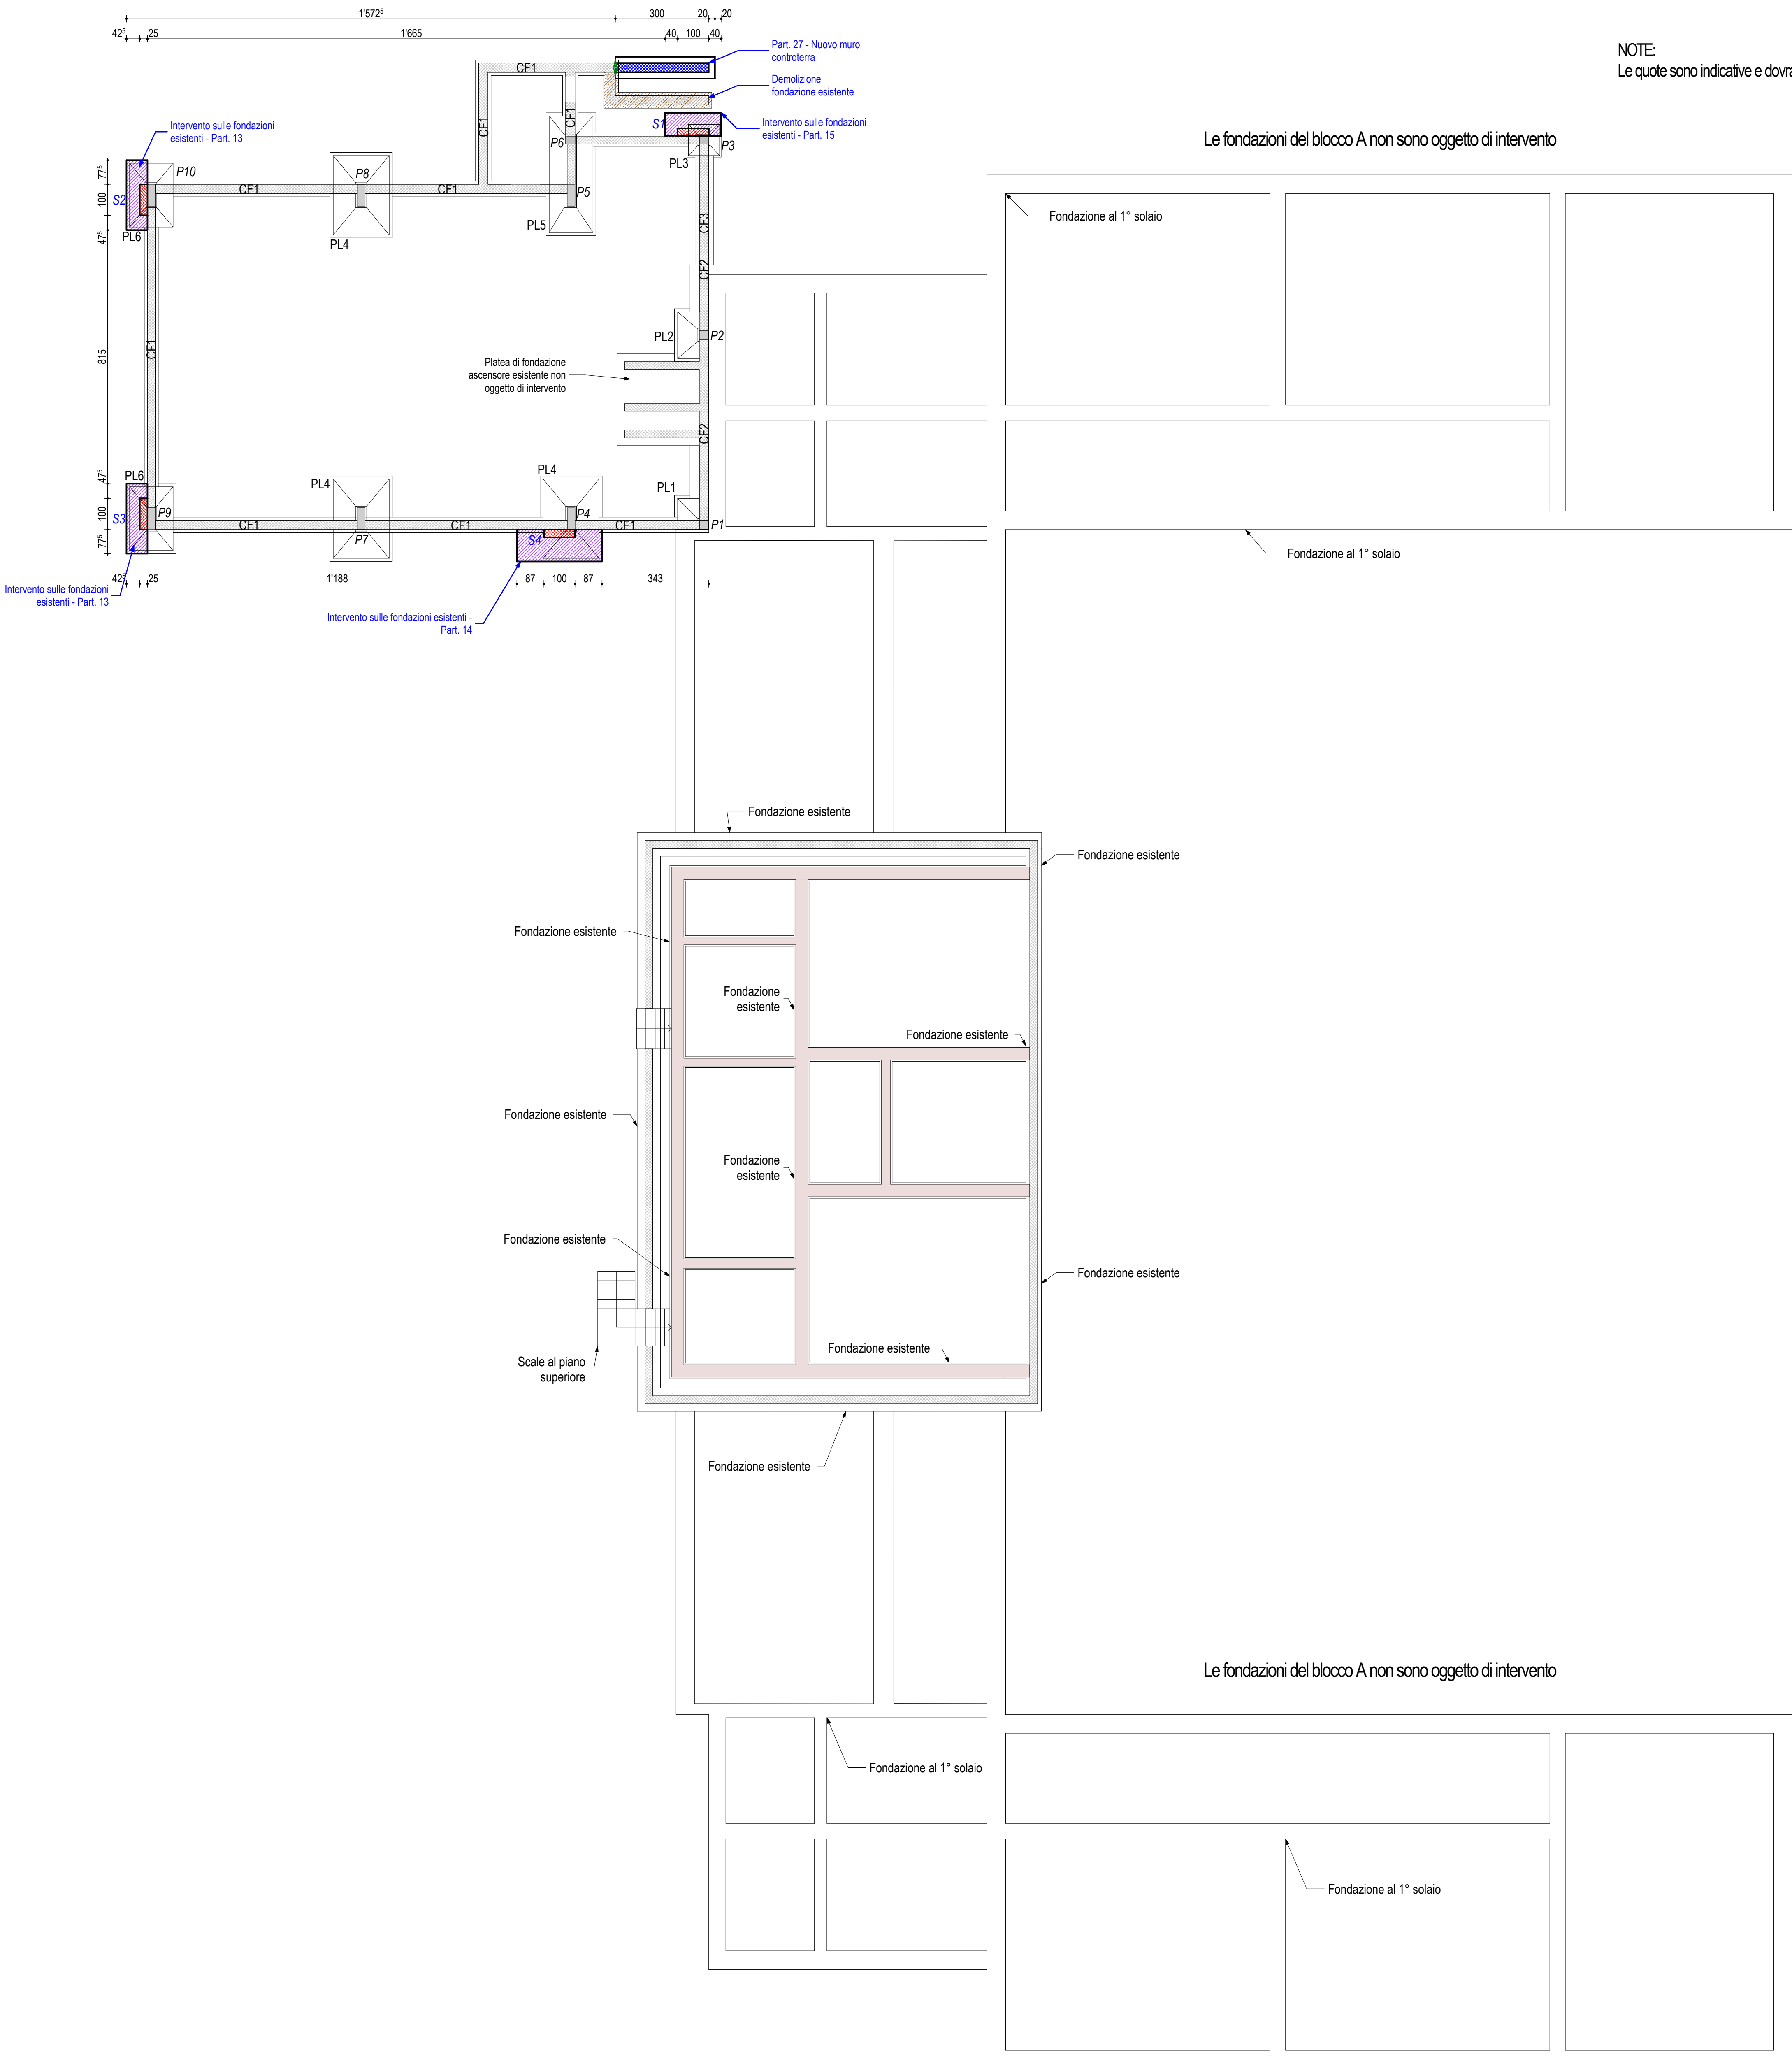 1'572⁵ 300 20 20
42⁵ 25 1'665 40 100 40
NOTE:
Le quote sono indicative e dovra
Part. 27 - Nuovo muro
controterra
Demolizione
fondazione esistente
Intervento sulle fondazioni
esistenti - Part. 15
Intervento sulle fondazioni
esistenti - Part. 13
Le fondazioni del blocco A non sono oggetto di intervento
CF1
CF1
CF1
S1
P6
P3
PL3
P10
P8
P5
CF1
CF1
S2
PL6
PL4
PL5
77⁵
100
47⁵
815
47⁵
100
77⁵
Fondazione al 1° solaio
CF3
CF2
PL2
P2
CF1
Platea di fondazione
ascensore esistente non
oggetto di intervento
CF2
PL6
PL4
PL4
PL1
S3
P9
CF1
P7
CF1
S4
P4
CF1
P1
Fondazione al 1° solaio
42⁵ 25 1'188 87 100 87 343
Intervento sulle fondazioni
esistenti - Part. 13
Intervento sulle fondazioni esistenti -
Part. 14
Fondazione esistente
Fondazione esistente
Fondazione esistente
Fondazione
esistente
Fondazione esistente
Fondazione esistente
Fondazione
esistente
Fondazione esistente
Fondazione esistente
Fondazione esistente
Scale al piano
superiore
Fondazione esistente
Le fondazioni del blocco A non sono oggetto di intervento
Fondazione al 1° solaio
Fondazione al 1° solaio